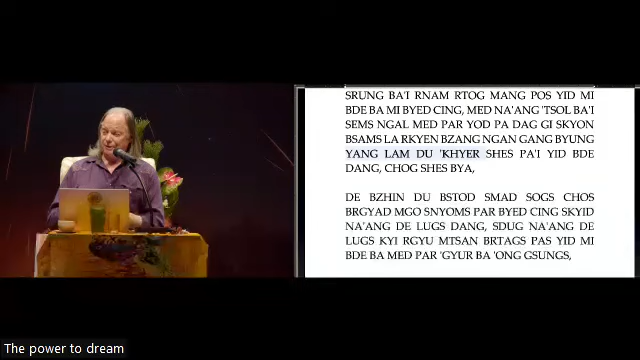 SRUNG BA'I RNAM RTOG MANG POS YID MI
BDE BA MI BYED CING, MED NA'ANG 'TSOL BA'I
SEMS NGAL MED PAR YOD PA DAG GI SKYON
BSAMS LA RKYEN BZANG NGAN GANG BYUNG
YANG LAM DU 'KHYER SHES PA'I YID BDE
DANG, CHOG SHES BYA,
DE BZHIN DU BSTOD SMAD SOGS CHOS
BRGYAD MGO SNYOMS PAR BYED CING SKYID
NA'ANG DE LUGS DANG, SDUG NA'ANG DE
LUGS KYI RGYU MTSAN BRTAGS PAS YID MI
BDE BA MED PAR 'GYUR BA 'ONG GSUNGS,
The power to dream